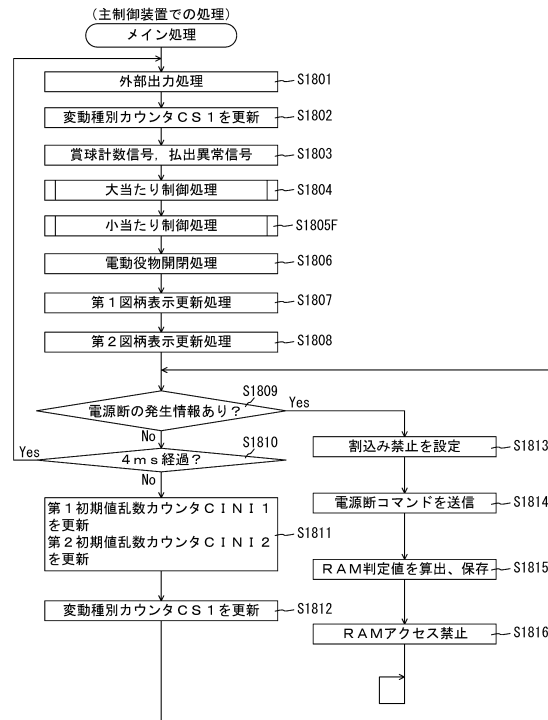 (主制御装置での処理)
メイン処理
外部出力処理
S1801
変動種別カウンタCS1を更新
S1802
賞球計数信号,払出異常信号
S1803
大当たり制御処理
S1804
小当たり制御処理
S1805F
電動役物開閉処理
S1806
第1図柄表示更新処理
S1807
第2図柄表示更新処理
S1808
電源断の発生情報あり?
S1809
Yes
No
4ms経過?
S1810
Yes
No
第1初期値乱数カウンタCINI1
を更新
第2初期値乱数カウンタCINI2
を更新
S1811
変動種別カウンタCS1を更新
S1812
割込み禁止を設定
S1813
電源断コマンドを送信
S1814
RAM判定値を算出、保存
S1815
RAMアクセス禁止
S1816